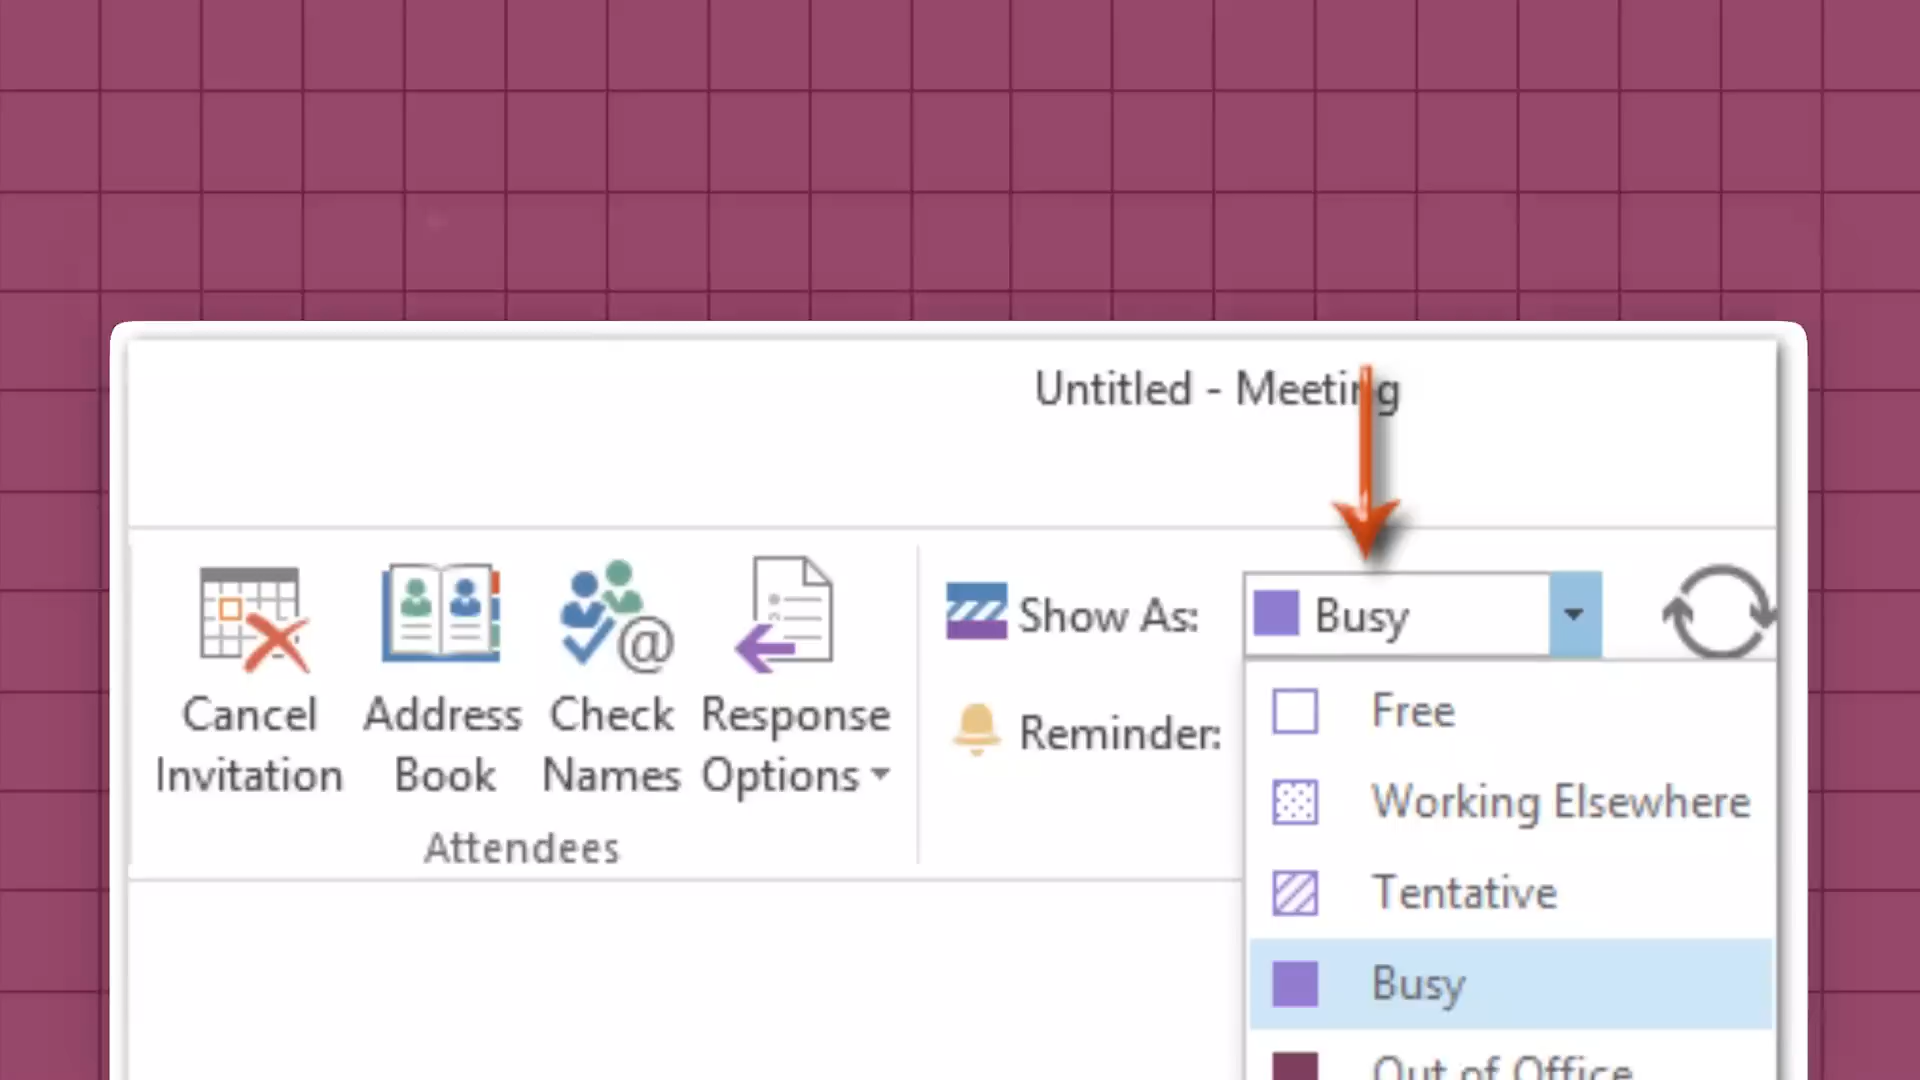 Untitled - Meeting
Cancel Invitation
Address Book
Check Names
Response Options
Attendees
Show As:
Busy
Reminder:
Free
Working Elsewhere
Tentative
Busy
Out of Office